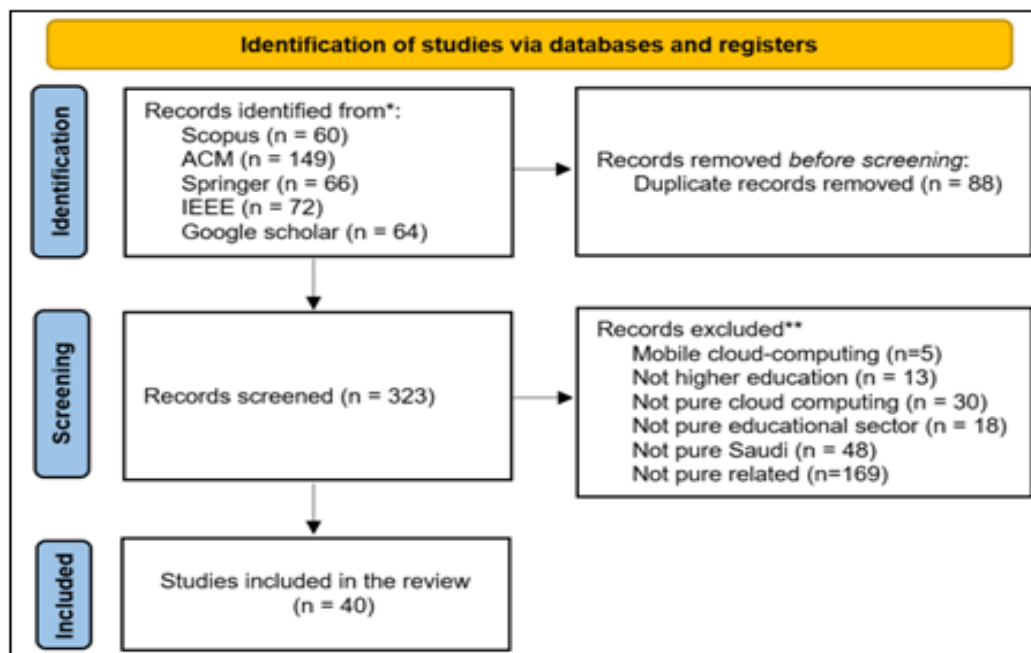 Identification of studies via databases and registers
Identification
Records identified from*:
Scopus (n = 60)
ACM (n = 149)
Springer (n = 66)
IEEE (n = 72)
Google scholar (n = 64)
Records removed before screening:
Duplicate records removed (n = 88)
Screening
Records screened (n = 323)
Records excluded**
Mobile cloud-computing (n=5)
Not higher education (n = 13)
Not pure cloud computing (n = 30)
Not pure educational sector (n = 18)
Not pure Saudi (n = 48)
Not pure related (n=169)
Included
Studies included in the review
(n = 40)